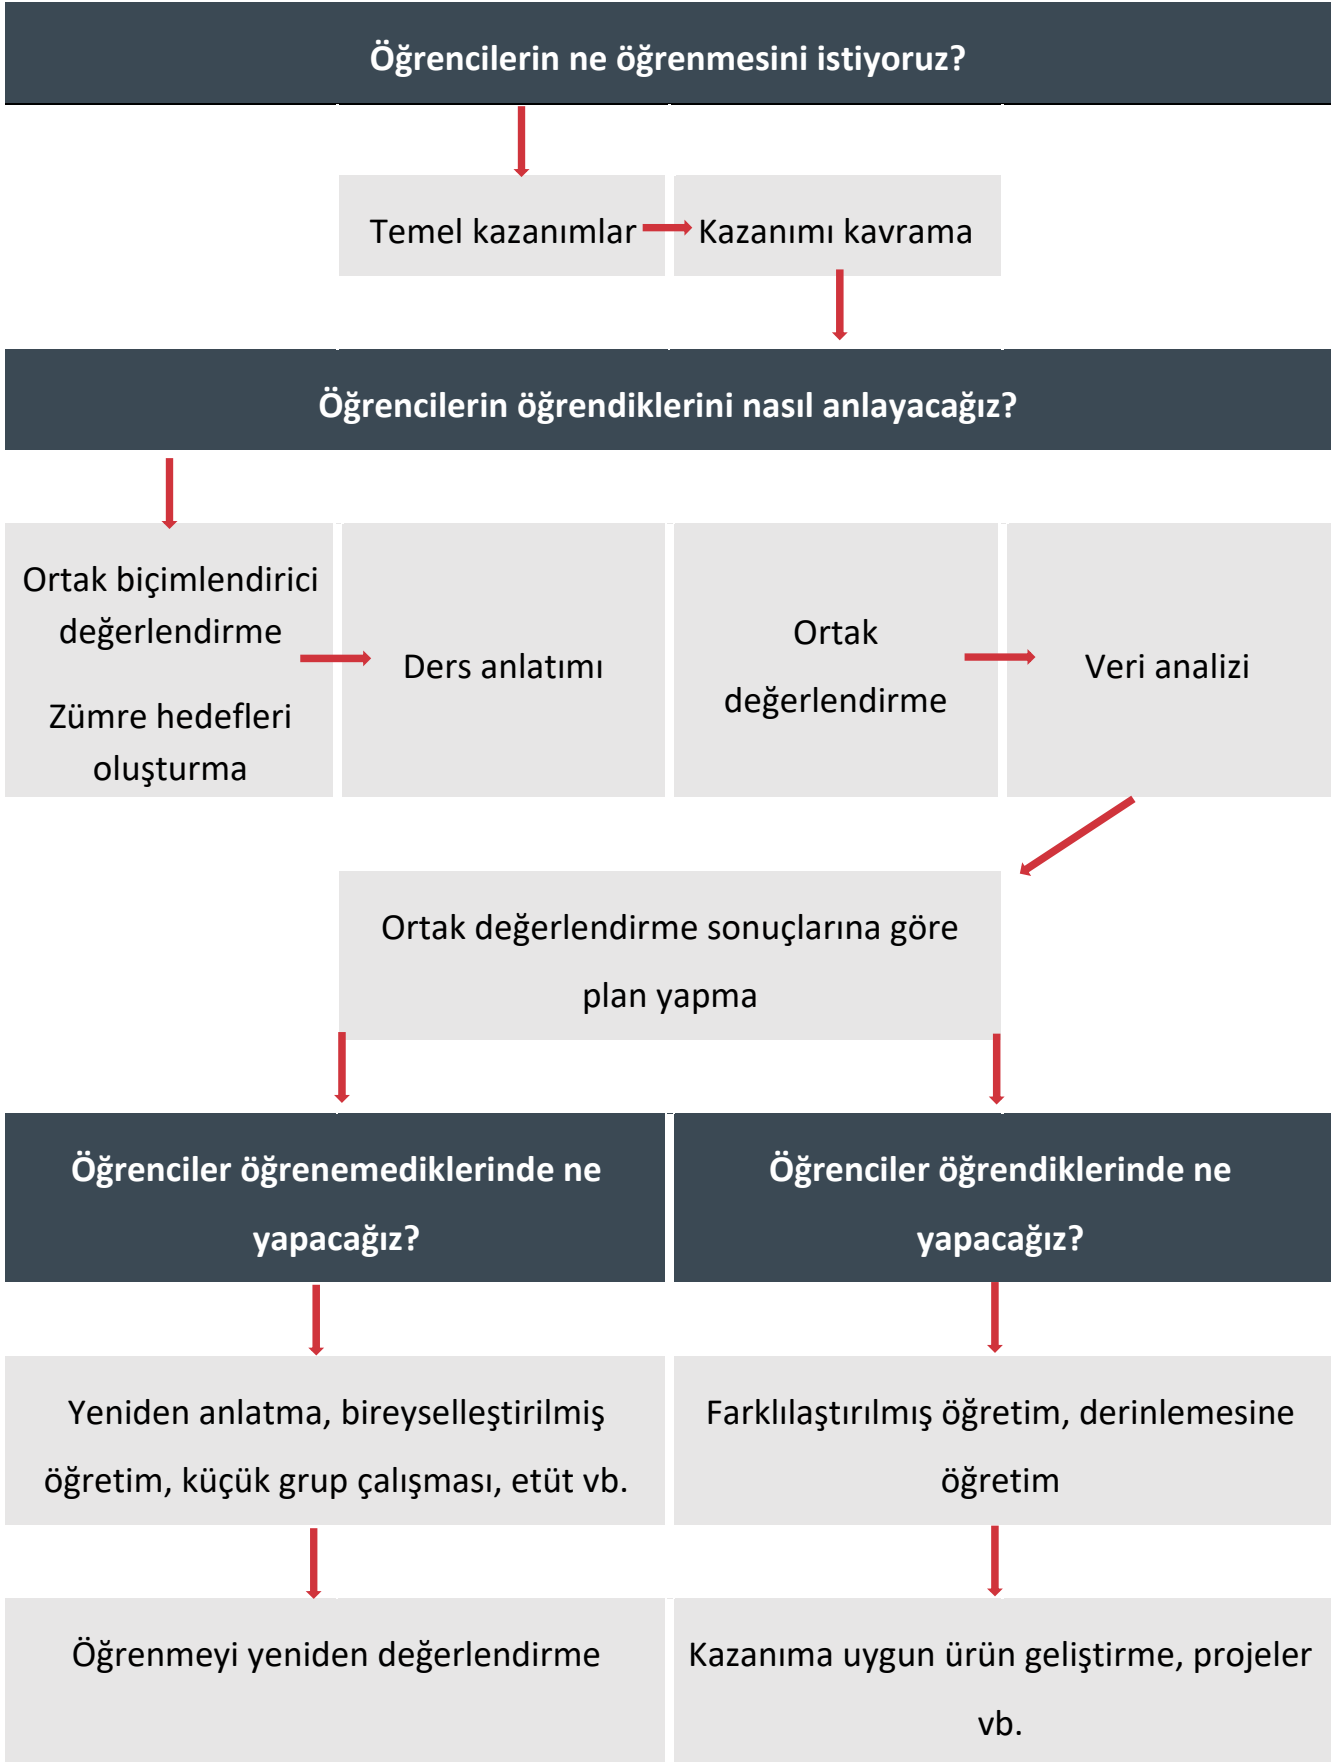 Öğrencilerin ne öğrenmesini istiyoruz?
Temel kazanımlar
Kazanımı kavrama
Öğrencilerin öğrendiklerini nasıl anlayacağız?
Ortak biçimlendirici
değerlendirme
Zümre hedefleri
oluşturma
Ders anlatımı
Ortak
değerlendirme
Veri analizi
Ortak değerlendirme sonuçlarına göre
plan yapma
Öğrenciler öğrenemediklerinde ne
yapacağız?
Öğrenciler öğrendiklerinde ne
yapacağız?
Yeniden anlatma, bireyselleştirilmiş
öğretim, küçük grup çalışması, etüt vb.
Farklılaştırılmış öğretim, derinlemesine
öğretim
Öğrenmeyi yeniden değerlendirme
Kazanıma uygun ürün geliştirme, projeler
vb.